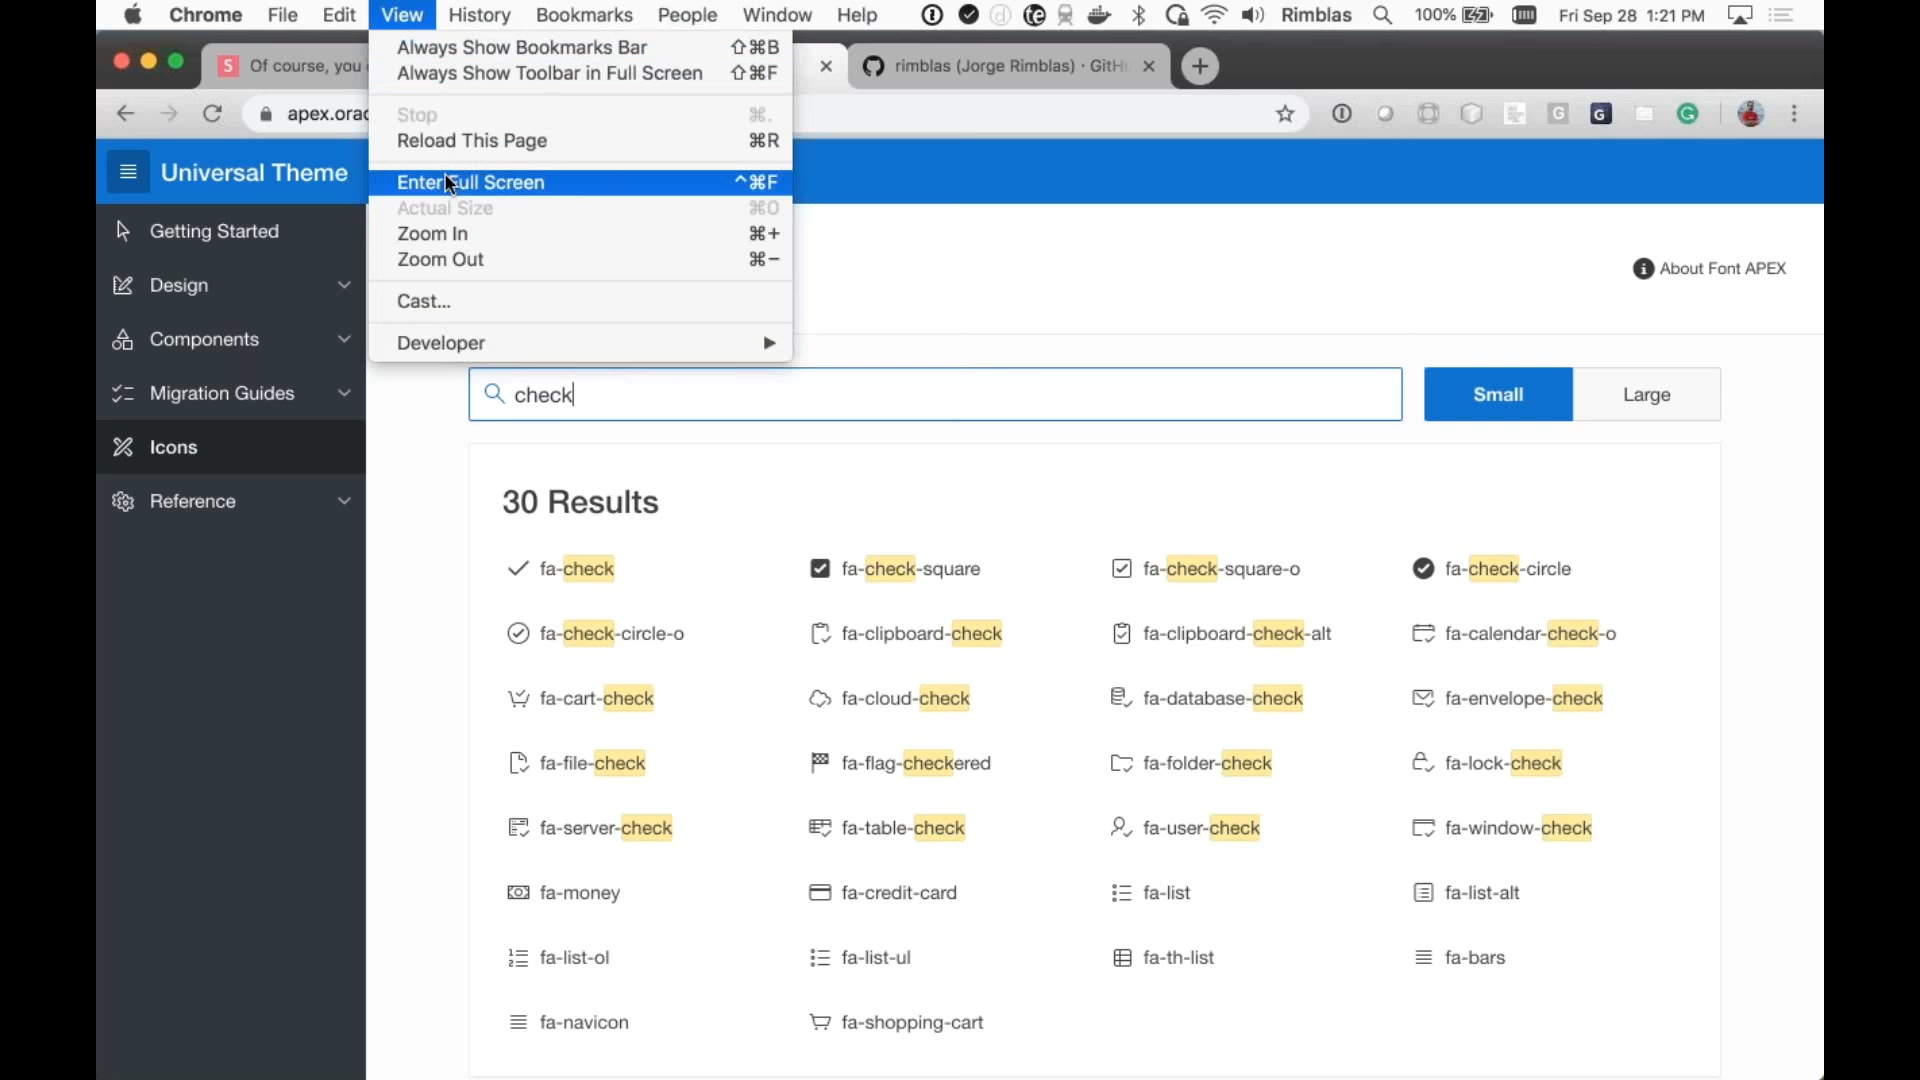 Chrome File Edit View History Bookmarks People Window Help Rimblas 100% Fri Sep 28 1:21 PM
Always Show Bookmarks Bar ⇧⌘B
Always Show Toolbar in Full Screen ⇧⌘F
Stop ⌘.
Reload This Page ⌘R
Enter Full Screen ^⌘F
Actual Size ⌘0
Zoom In ⌘+
Zoom Out ⌘−
Cast...
Developer
S Of course, you
rimblas (Jorge Rimblas) · GitH
apex.orac
Universal Theme
Getting Started
Design
Components
Migration Guides
Icons
Reference
About Font APEX
check
Small Large
30 Results
fa-check fa-check-square fa-check-square-o fa-check-circle
fa-check-circle-o fa-clipboard-check fa-clipboard-check-alt fa-calendar-check-o
fa-cart-check fa-cloud-check fa-database-check fa-envelope-check
fa-file-check fa-flag-checkered fa-folder-check fa-lock-check
fa-server-check fa-table-check fa-user-check fa-window-check
fa-money fa-credit-card fa-list fa-list-alt
fa-list-ol fa-list-ul fa-th-list fa-bars
fa-navicon fa-shopping-cart